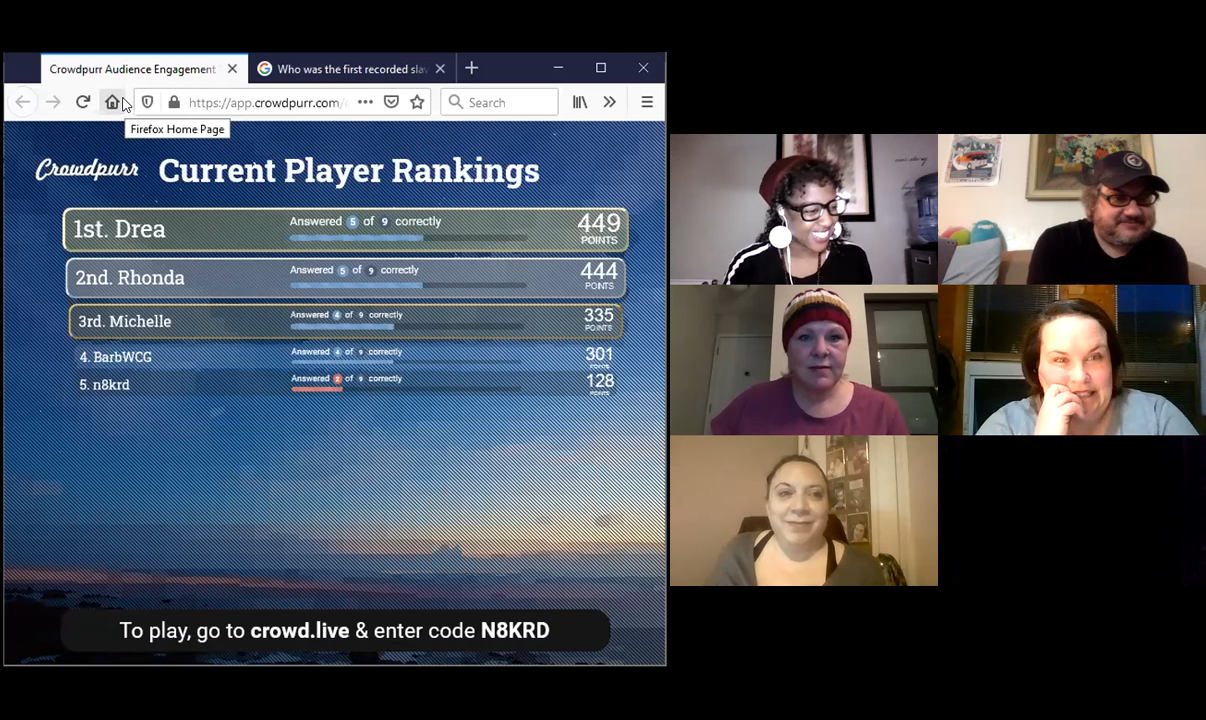 Crowdpurr Audience Engagement
Who was the first recorded slav
https://app.crowdpurr.com/
Search
Firefox Home Page
Crowdpurr
Current Player Rankings
1st. Drea
Answered 5 of 9 correctly
449
POINTS
2nd. Rhonda
Answered 5 of 9 correctly
444
POINTS
3rd. Michelle
Answered 4 of 9 correctly
335
POINTS
4. BarbWCG
Answered 4 of 9 correctly
301
POINTS
5. n8krd
Answered 2 of 9 correctly
128
POINTS
To play, go to crowd.live & enter code N8KRD